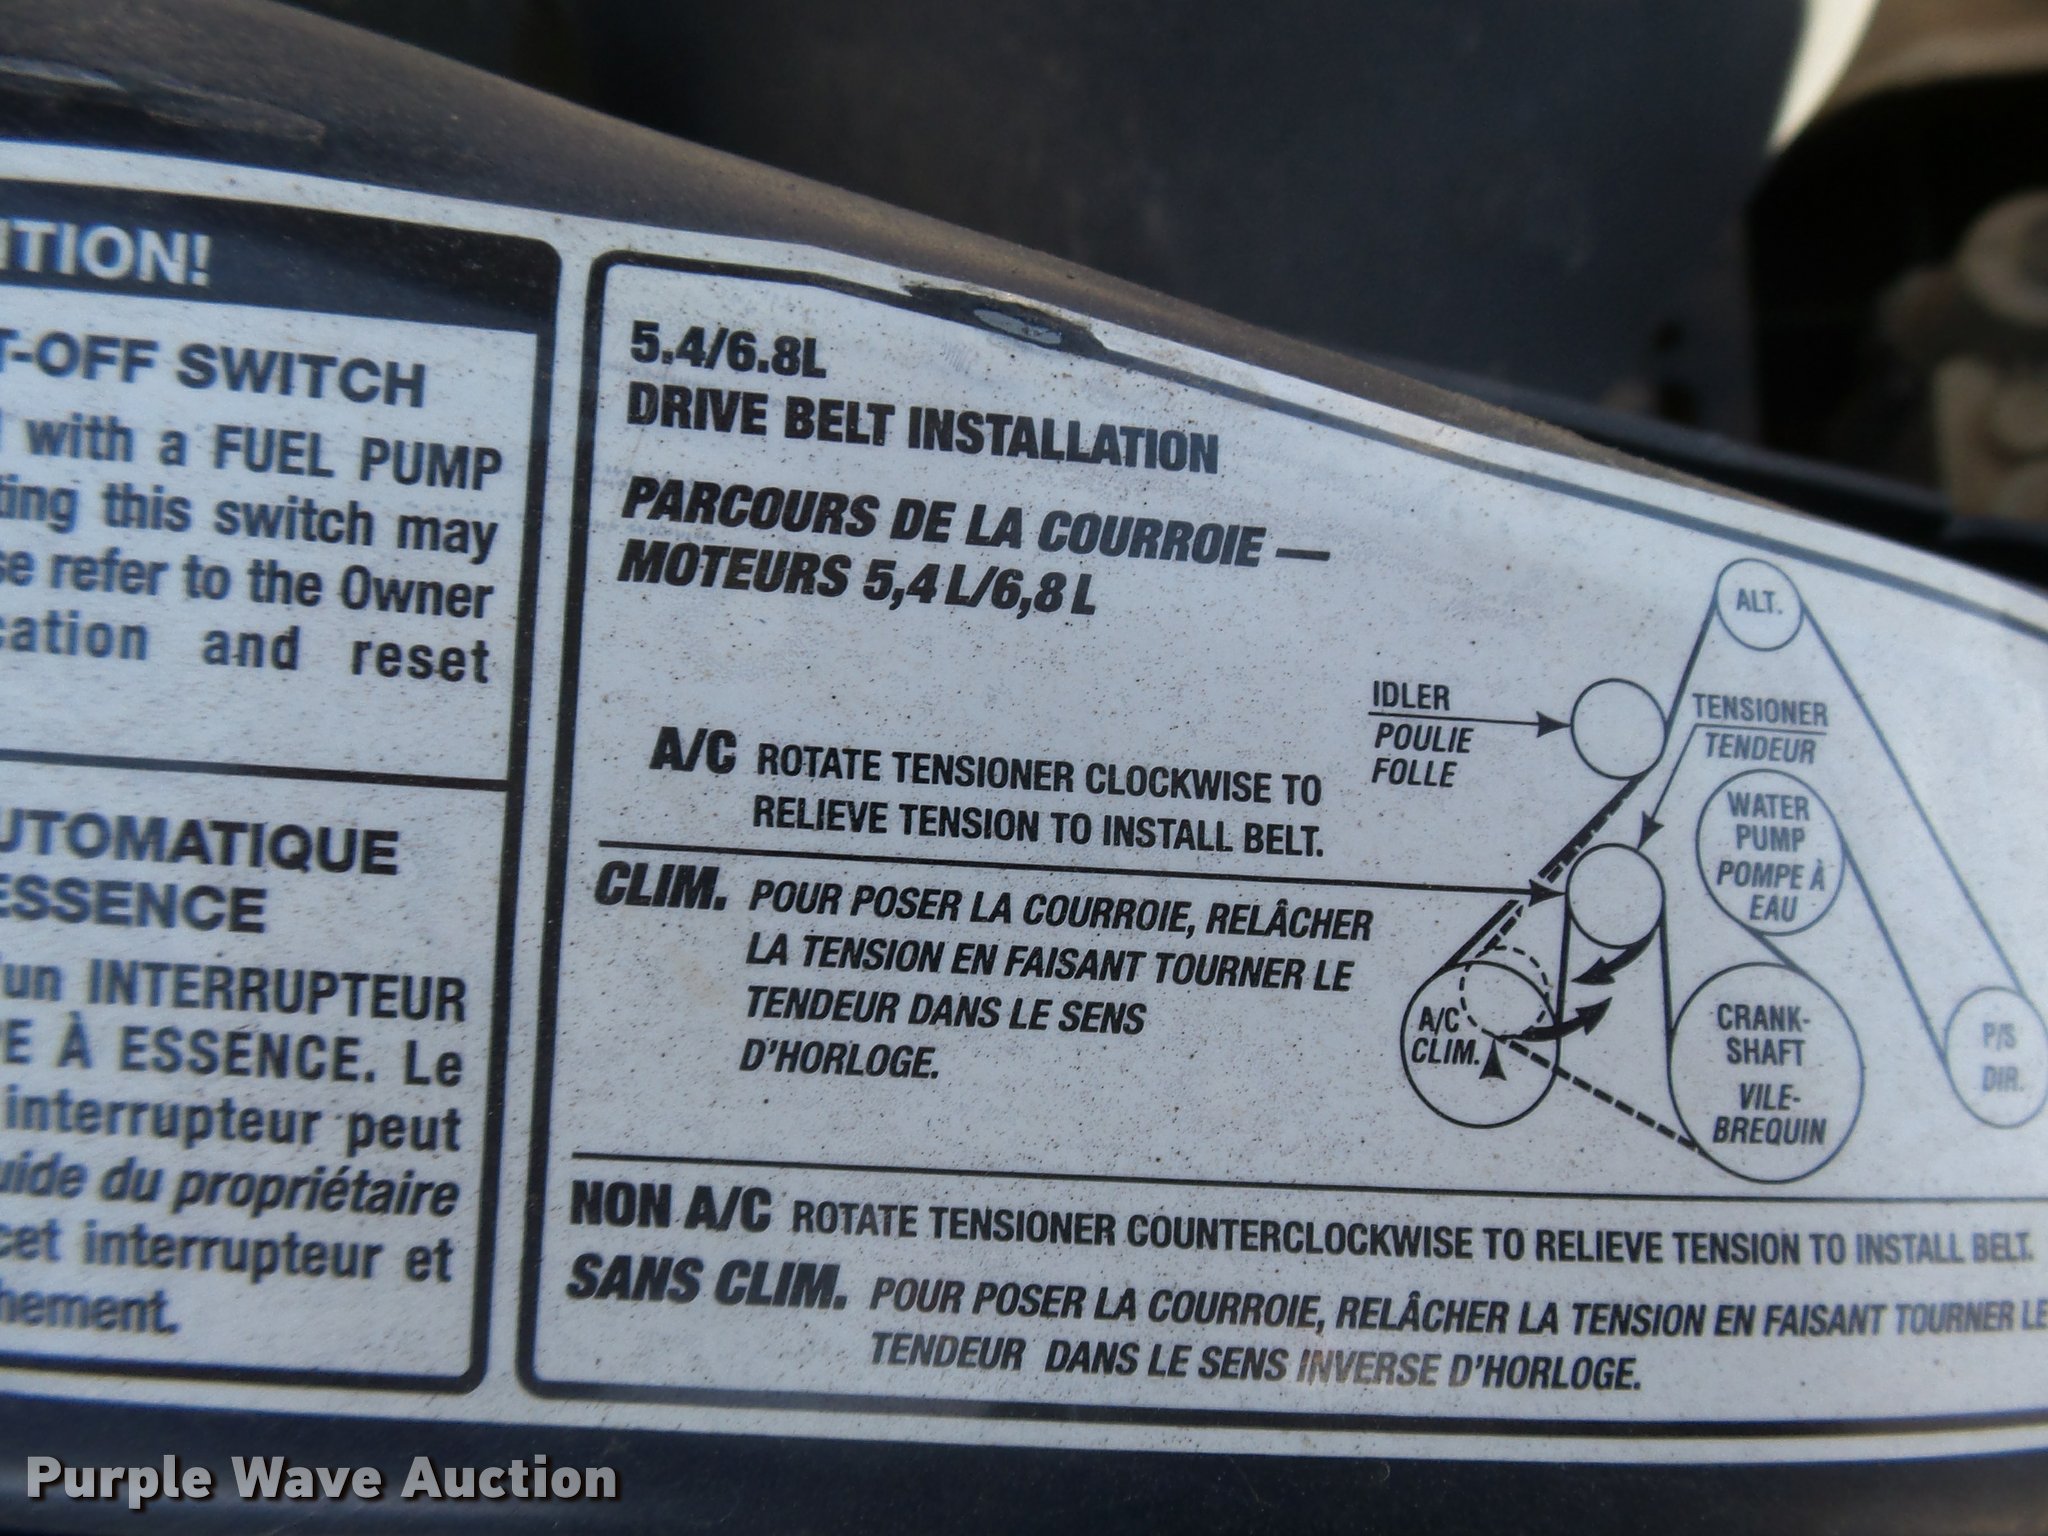 TION!
T-OFF SWITCH
with a FUEL PUMP
ting this switch may
se refer to the Owner
cation and reset
UTOMATIQUE
ESSENCE
'un INTERRUPTEUR
PE À ESSENCE. Le
interrupteur peut
uide du propriétaire
cet interrupteur et
hement.
5.4/6.8L
DRIVE BELT INSTALLATION
PARCOURS DE LA COURROIE —
MOTEURS 5,4 L/6,8 L
A/C ROTATE TENSIONER CLOCKWISE TO
RELIEVE TENSION TO INSTALL BELT.
CLIM. POUR POSER LA COURROIE, RELÂCHER
LA TENSION EN FAISANT TOURNER LE
TENDEUR DANS LE SENS
D'HORLOGE.
ALT.
IDLER
POULIE
FOLLE
TENSIONER
TENDEUR
WATER
PUMP
POMPE À
EAU
A/C
CLIM.
CRANK-
SHAFT
VILE-
BREQUIN
P/S
DIR.
NON A/C ROTATE TENSIONER COUNTERCLOCKWISE TO RELIEVE TENSION TO INSTALL BELT.
SANS CLIM. POUR POSER LA COURROIE, RELÂCHER LA TENSION EN FAISANT TOURNER LE
TENDEUR DANS LE SENS INVERSE D'HORLOGE.
Purple Wave Auction